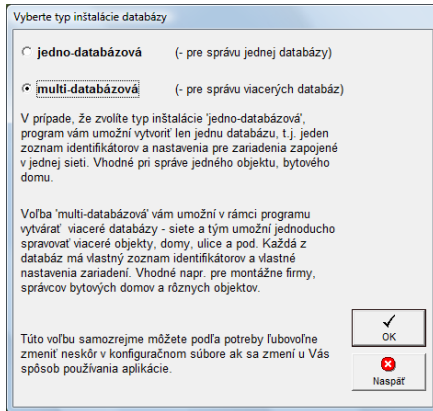 Vyberte typ inštalácie databázy
jedno-databázová (- pre správu jednej databázy)
multi-databázová (- pre správu viacerých databáz)
V prípade, že zvolíte typ inštalácie 'jedno-databázová',
program vám umožní vytvoriť len jednu databázu, t.j. jeden
zoznam identifikátorov a nastavenia pre zariadenia zapojené
v jednej sieti. Vhodné pri správe jedného objektu, bytového
domu.
Voľba 'multi-databázová' vám umožní v rámci programu
vytvárať viaceré databázy - siete a tým umožní jednoducho
spravovať viaceré objekty, domy, ulice a pod. Každá z
databáz má vlastný zoznam identifikátorov a vlastné
nastavenia zariadení. Vhodné napr. pre montážne firmy,
správcov bytových domov a rôznych objektov.
Túto voľbu samozrejme môžete podľa potreby ľubovoľne
zmeniť neskôr v konfiguračnom súbore ak sa zmení u Vás
spôsob používania aplikácie.
OK
Naspäť